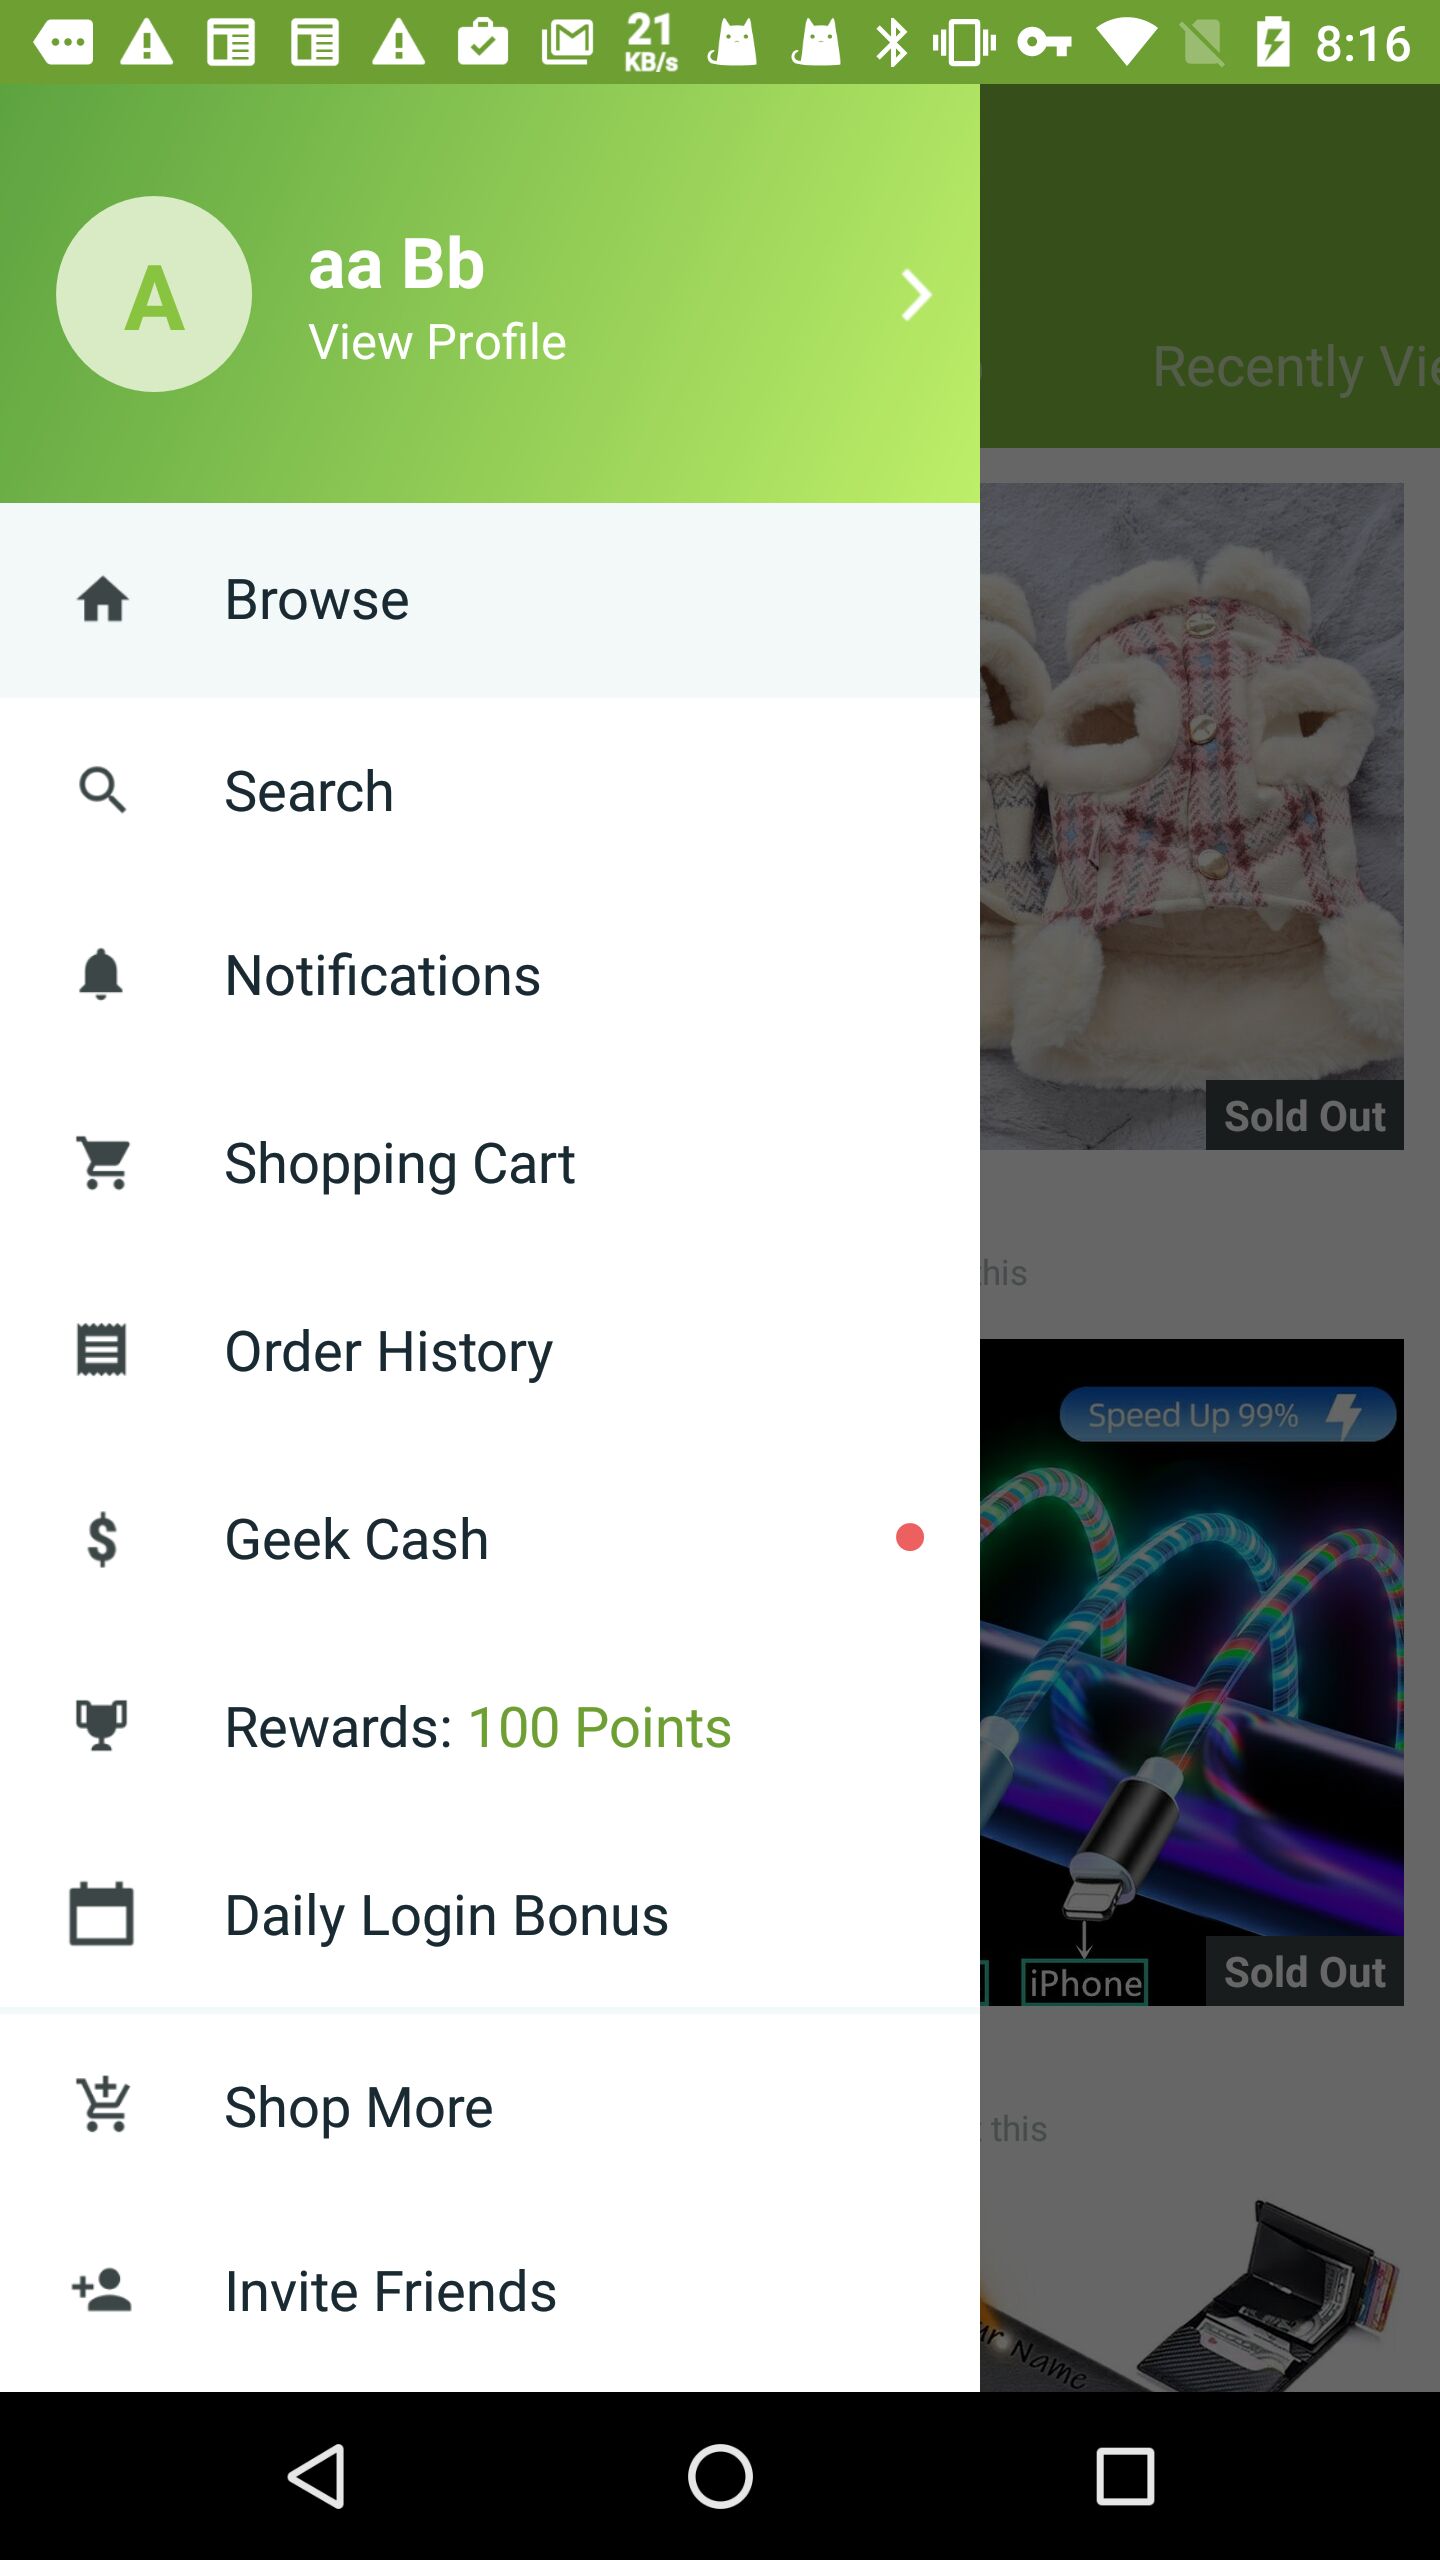 21
KB/s
8:16
A
aa Bb
View Profile
Recently
Browse
Search
Notifications
Shopping Cart
Sold Out
this
Order History
Speed Up 99%
Geek Cash
Rewards: 100 Points
Daily Login Bonus
iPhone
Sold Out
Shop More
this
Invite Friends
Name